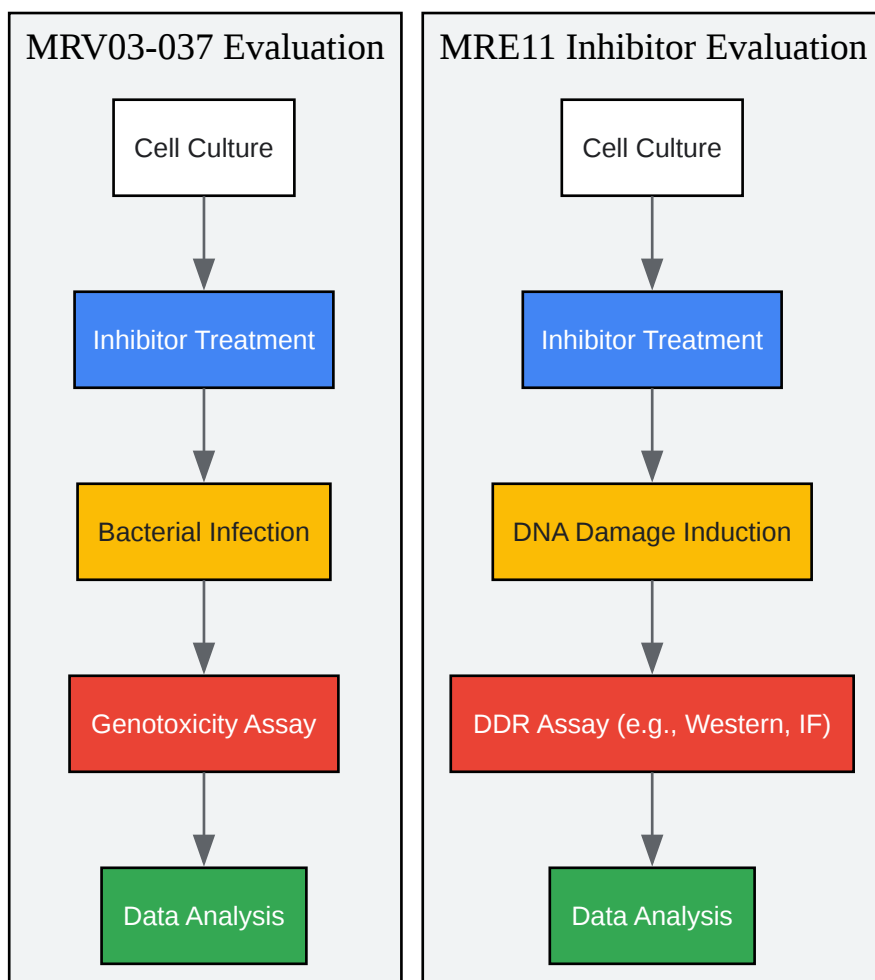 MRV03-037 Evaluation
Cell Culture
Inhibitor Treatment
Bacterial Infection
Genotoxicity Assay
Data Analysis
MRE11 Inhibitor Evaluation
Cell Culture
Inhibitor Treatment
DNA Damage Induction
DDR Assay (e.g., Western, IF)
Data Analysis